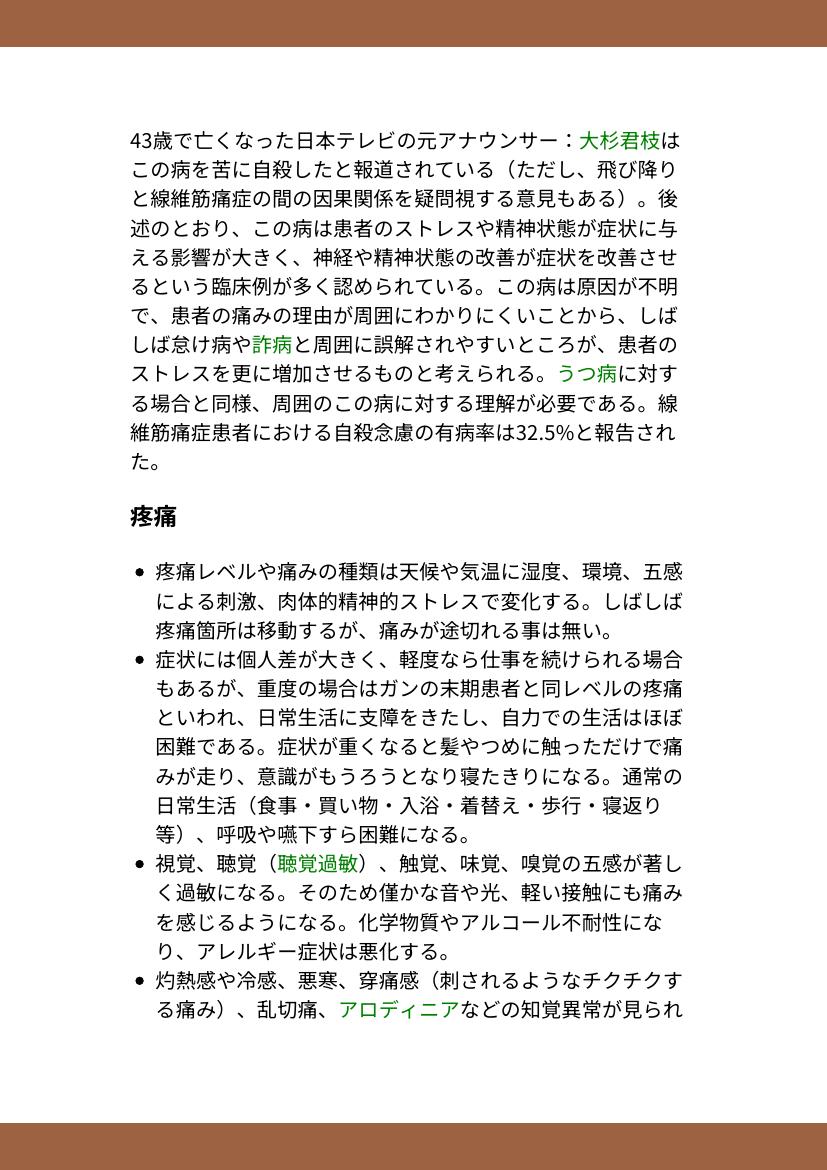 43歳で亡くなった日本テレビの元アナウンサー：大杉君枝は
この病を苦に自殺したと報道されている（ただし、飛び降り
と線維筋痛症の間の因果関係を疑問視する意見もある）。後
述のとおり、この病は患者のストレスや精神状態が症状に与
える影響が大きく、神経や精神状態の改善が症状を改善させ
るという臨床例が多く認められている。この病は原因が不明
で、患者の痛みの理由が周囲にわかりにくいことから、しば
しば怠け病や詐病と周囲に誤解されやすいところが、患者の
ストレスを更に増加させるものと考えられる。うつ病に対す
る場合と同様、周囲のこの病に対する理解が必要である。線
維筋痛症患者における自殺念慮の有病率は32.5%と報告され
た。
疼痛
• 疼痛レベルや痛みの種類は天候や気温に湿度、環境、五感
による刺激、肉体的精神的ストレスで変化する。しばしば
疼痛箇所は移動するが、痛みが途切れる事は無い。
• 症状には個人差が大きく、軽度なら仕事を続けられる場合
もあるが、重度の場合はガンの末期患者と同レベルの疼痛
といわれ、日常生活に支障をきたし、自力での生活はほぼ
困難である。症状が重くなると髪やつめに触っただけで痛
みが走り、意識がもうろうとなり寝たきりになる。通常の
日常生活（食事・買い物・入浴・着替え・歩行・寝返り
等）、呼吸や嚥下すら困難になる。
• 視覚、聴覚（聴覚過敏）、触覚、味覚、嗅覚の五感が著し
く過敏になる。そのため僅かな音や光、軽い接触にも痛み
を感じるようになる。化学物質やアルコール不耐性にな
り、アレルギー症状は悪化する。
• 灼熱感や冷感、悪寒、穿痛感（刺されるようなチクチクす
る痛み）、乱切痛、アロディニアなどの知覚異常が見られ